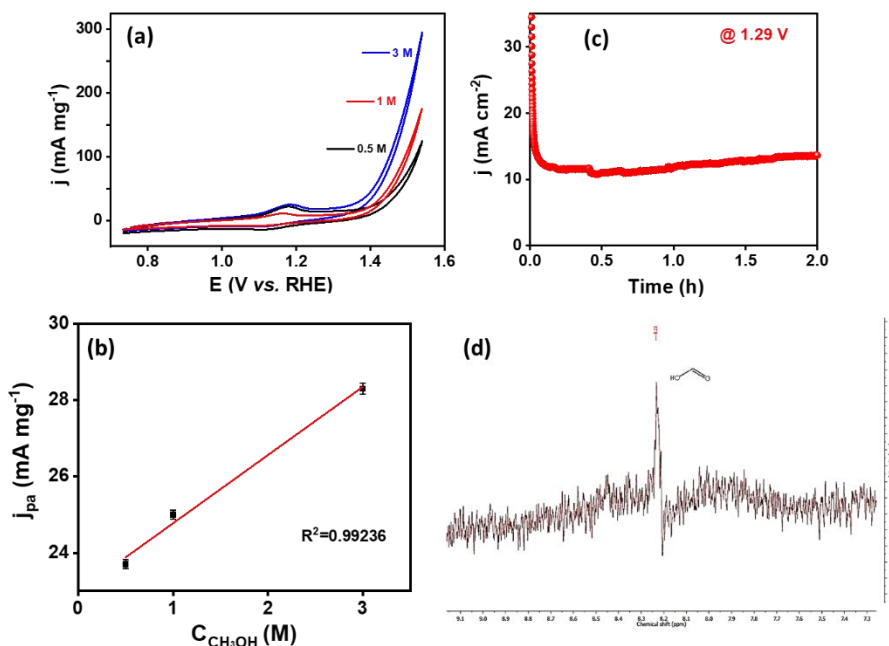 (a)
300
200
100
0
j (mA mg⁻¹)
3 M
1 M
0.5 M
0.8 1.0 1.2 1.4 1.6
E (V vs. RHE)
(c)
@ 1.29 V
30
20
10
0
j (mA cm⁻²)
0.0 0.5 1.0 1.5 2.0
Time (h)
(b)
30
28
26
24
jpa (mA mg⁻¹)
R²=0.99236
0 1 2 3
C CH₃OH (M)
(d)
HO
O
9.1 9.0 8.9 8.8 8.7 8.6 8.5 8.4 8.3 8.2 8.1 8.0 7.9 7.8 7.7 7.6 7.5 7.4 7.3
Chemical shift (ppm)